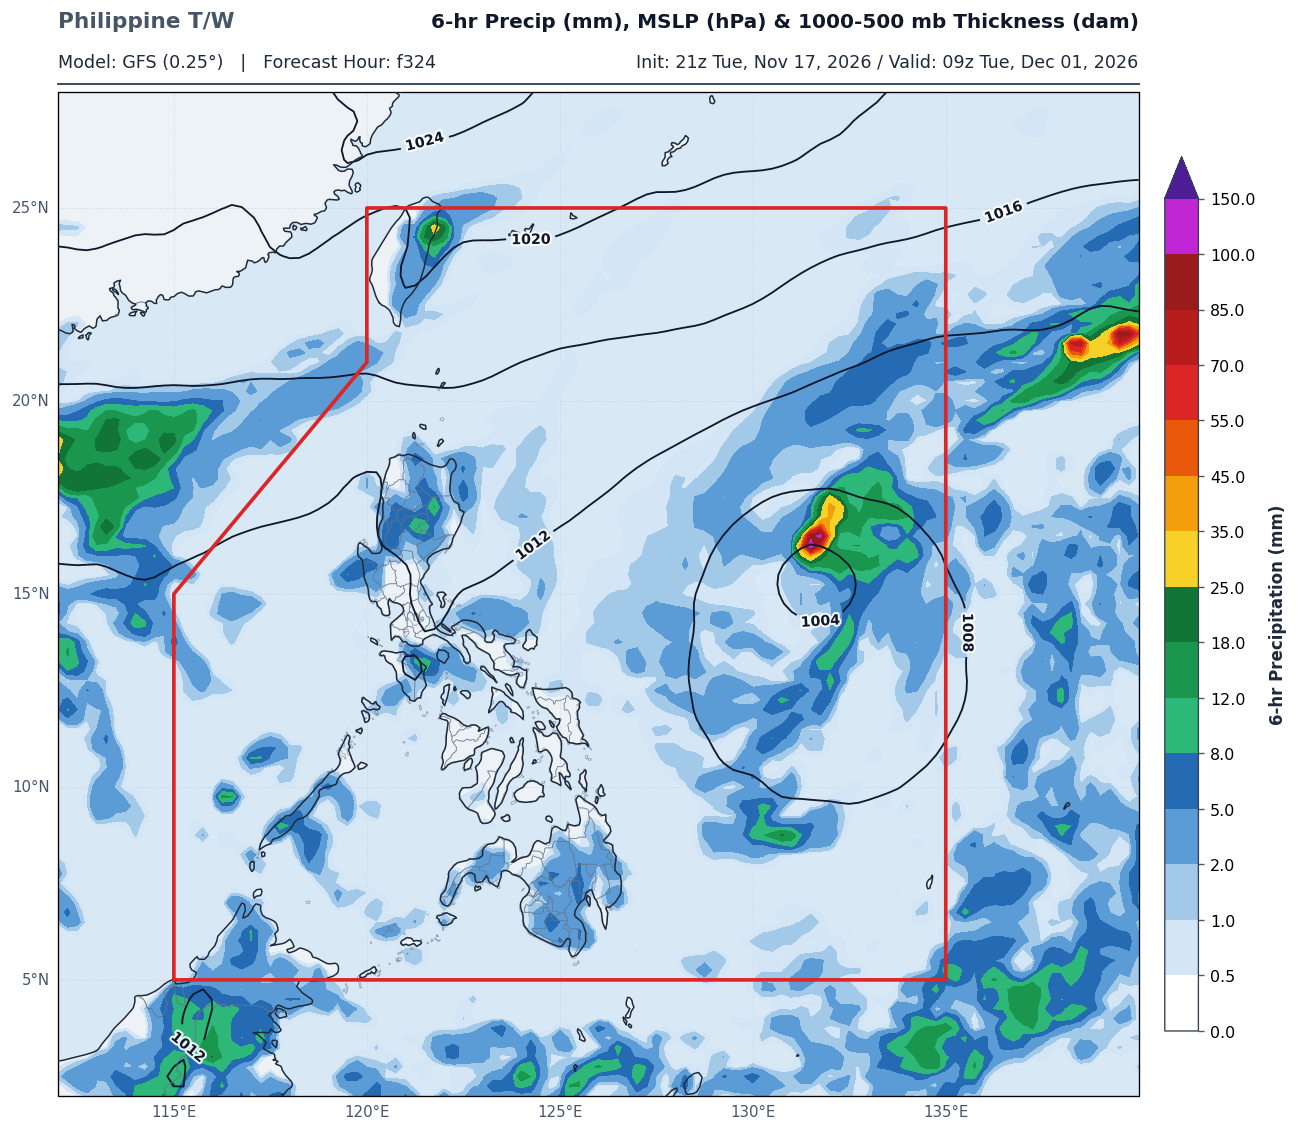 Philippine T/W
6-hr Precip (mm), MSLP (hPa) & 1000-500 mb Thickness (dam)
Model: GFS (0.25°) | Forecast Hour: f324
Init: 21z Tue, Nov 17, 2026 / Valid: 09z Tue, Dec 01, 2026
1024
1016
1020
1012
1004
1008
1012
25°N
20°N
15°N
10°N
5°N
115°E
120°E
125°E
130°E
135°E
150.0
100.0
85.0
70.0
55.0
45.0
35.0
25.0
18.0
12.0
8.0
5.0
2.0
1.0
0.5
0.0
6-hr Precipitation (mm)